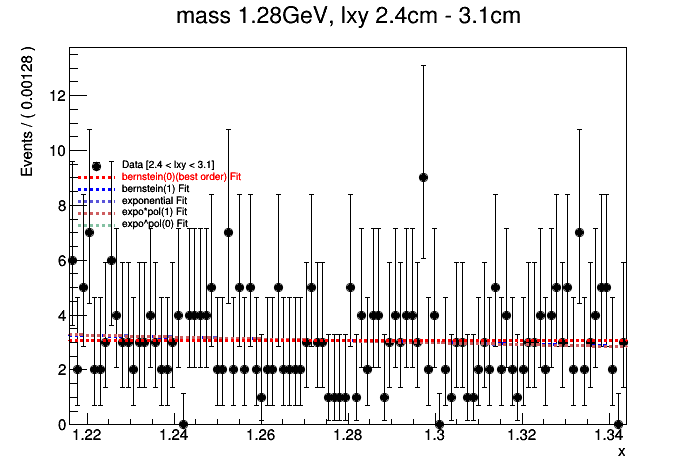 mass 1.28GeV, lxy 2.4cm - 3.1cm
Events / ( 0.00128 )
12
10
8
6
4
2
0
Data [2.4 < lxy < 3.1]
bernstein(0)(best order) Fit
bernstein(1) Fit
exponential Fit
expo*pol(1) Fit
expo^pol(0) Fit
1.22 1.24 1.26 1.28 1.3 1.32 1.34
x